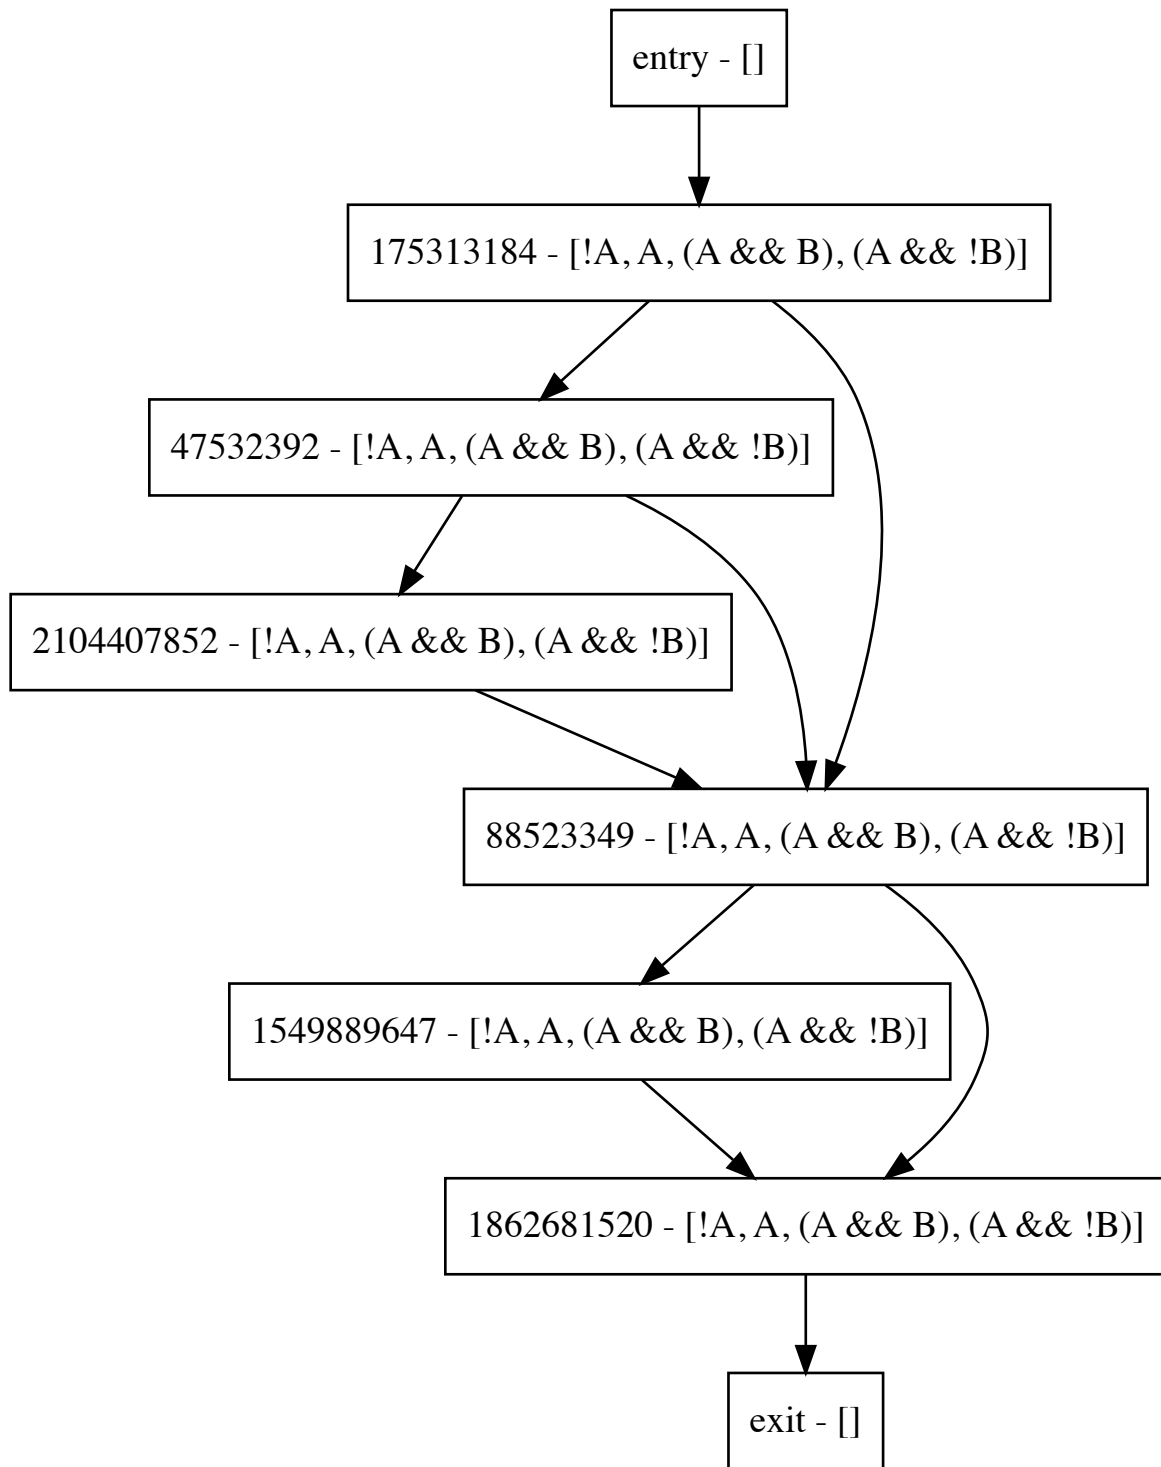 entry - []
175313184 - [!A, A, (A && B), (A && !B)]
47532392 - [!A, A, (A && B), (A && !B)]
2104407852 - [!A, A, (A && B), (A && !B)]
88523349 - [!A, A, (A && B), (A && !B)]
1549889647 - [!A, A, (A && B), (A && !B)]
1862681520 - [!A, A, (A && B), (A && !B)]
exit - []